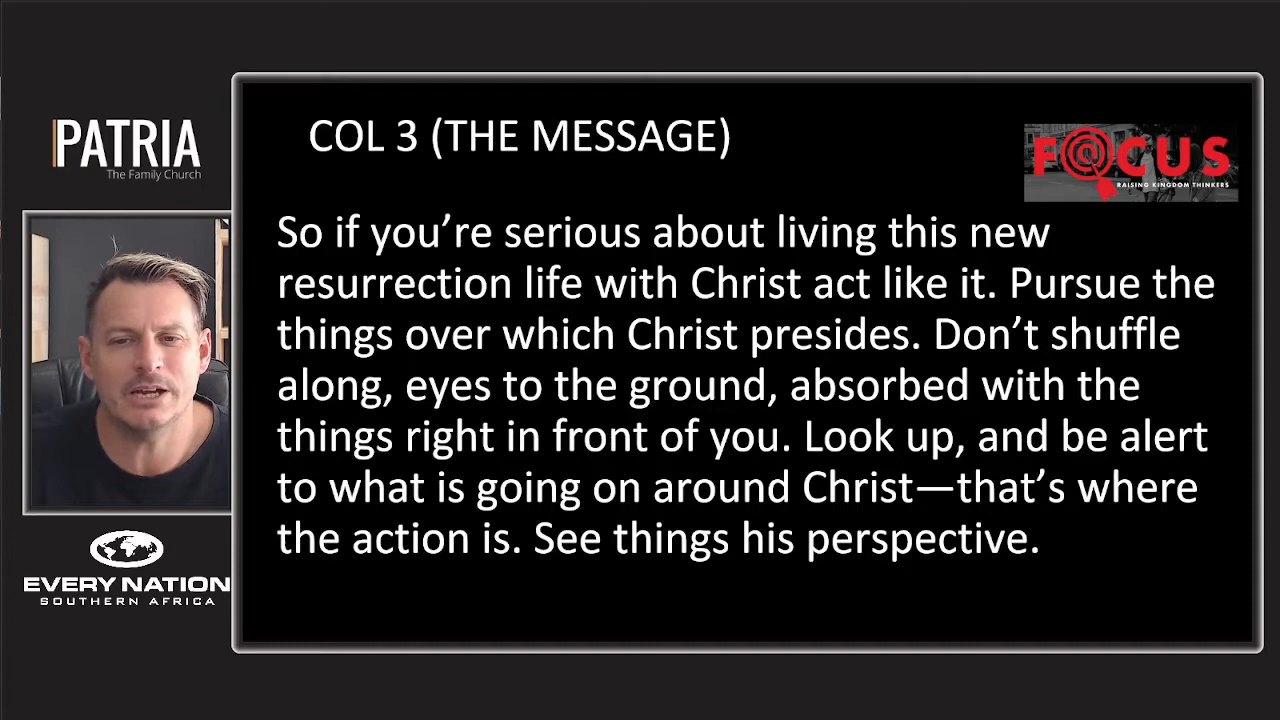 PATRIA
The Family Church
EVERY NATION
SOUTHERN AFRICA
COL 3 (THE MESSAGE)
F@CUS
RAISING KINGDOM THINKERS
So if you’re serious about living this new
resurrection life with Christ act like it. Pursue the
things over which Christ presides. Don’t shuffle
along, eyes to the ground, absorbed with the
things right in front of you. Look up, and be alert
to what is going on around Christ—that’s where
the action is. See things his perspective.